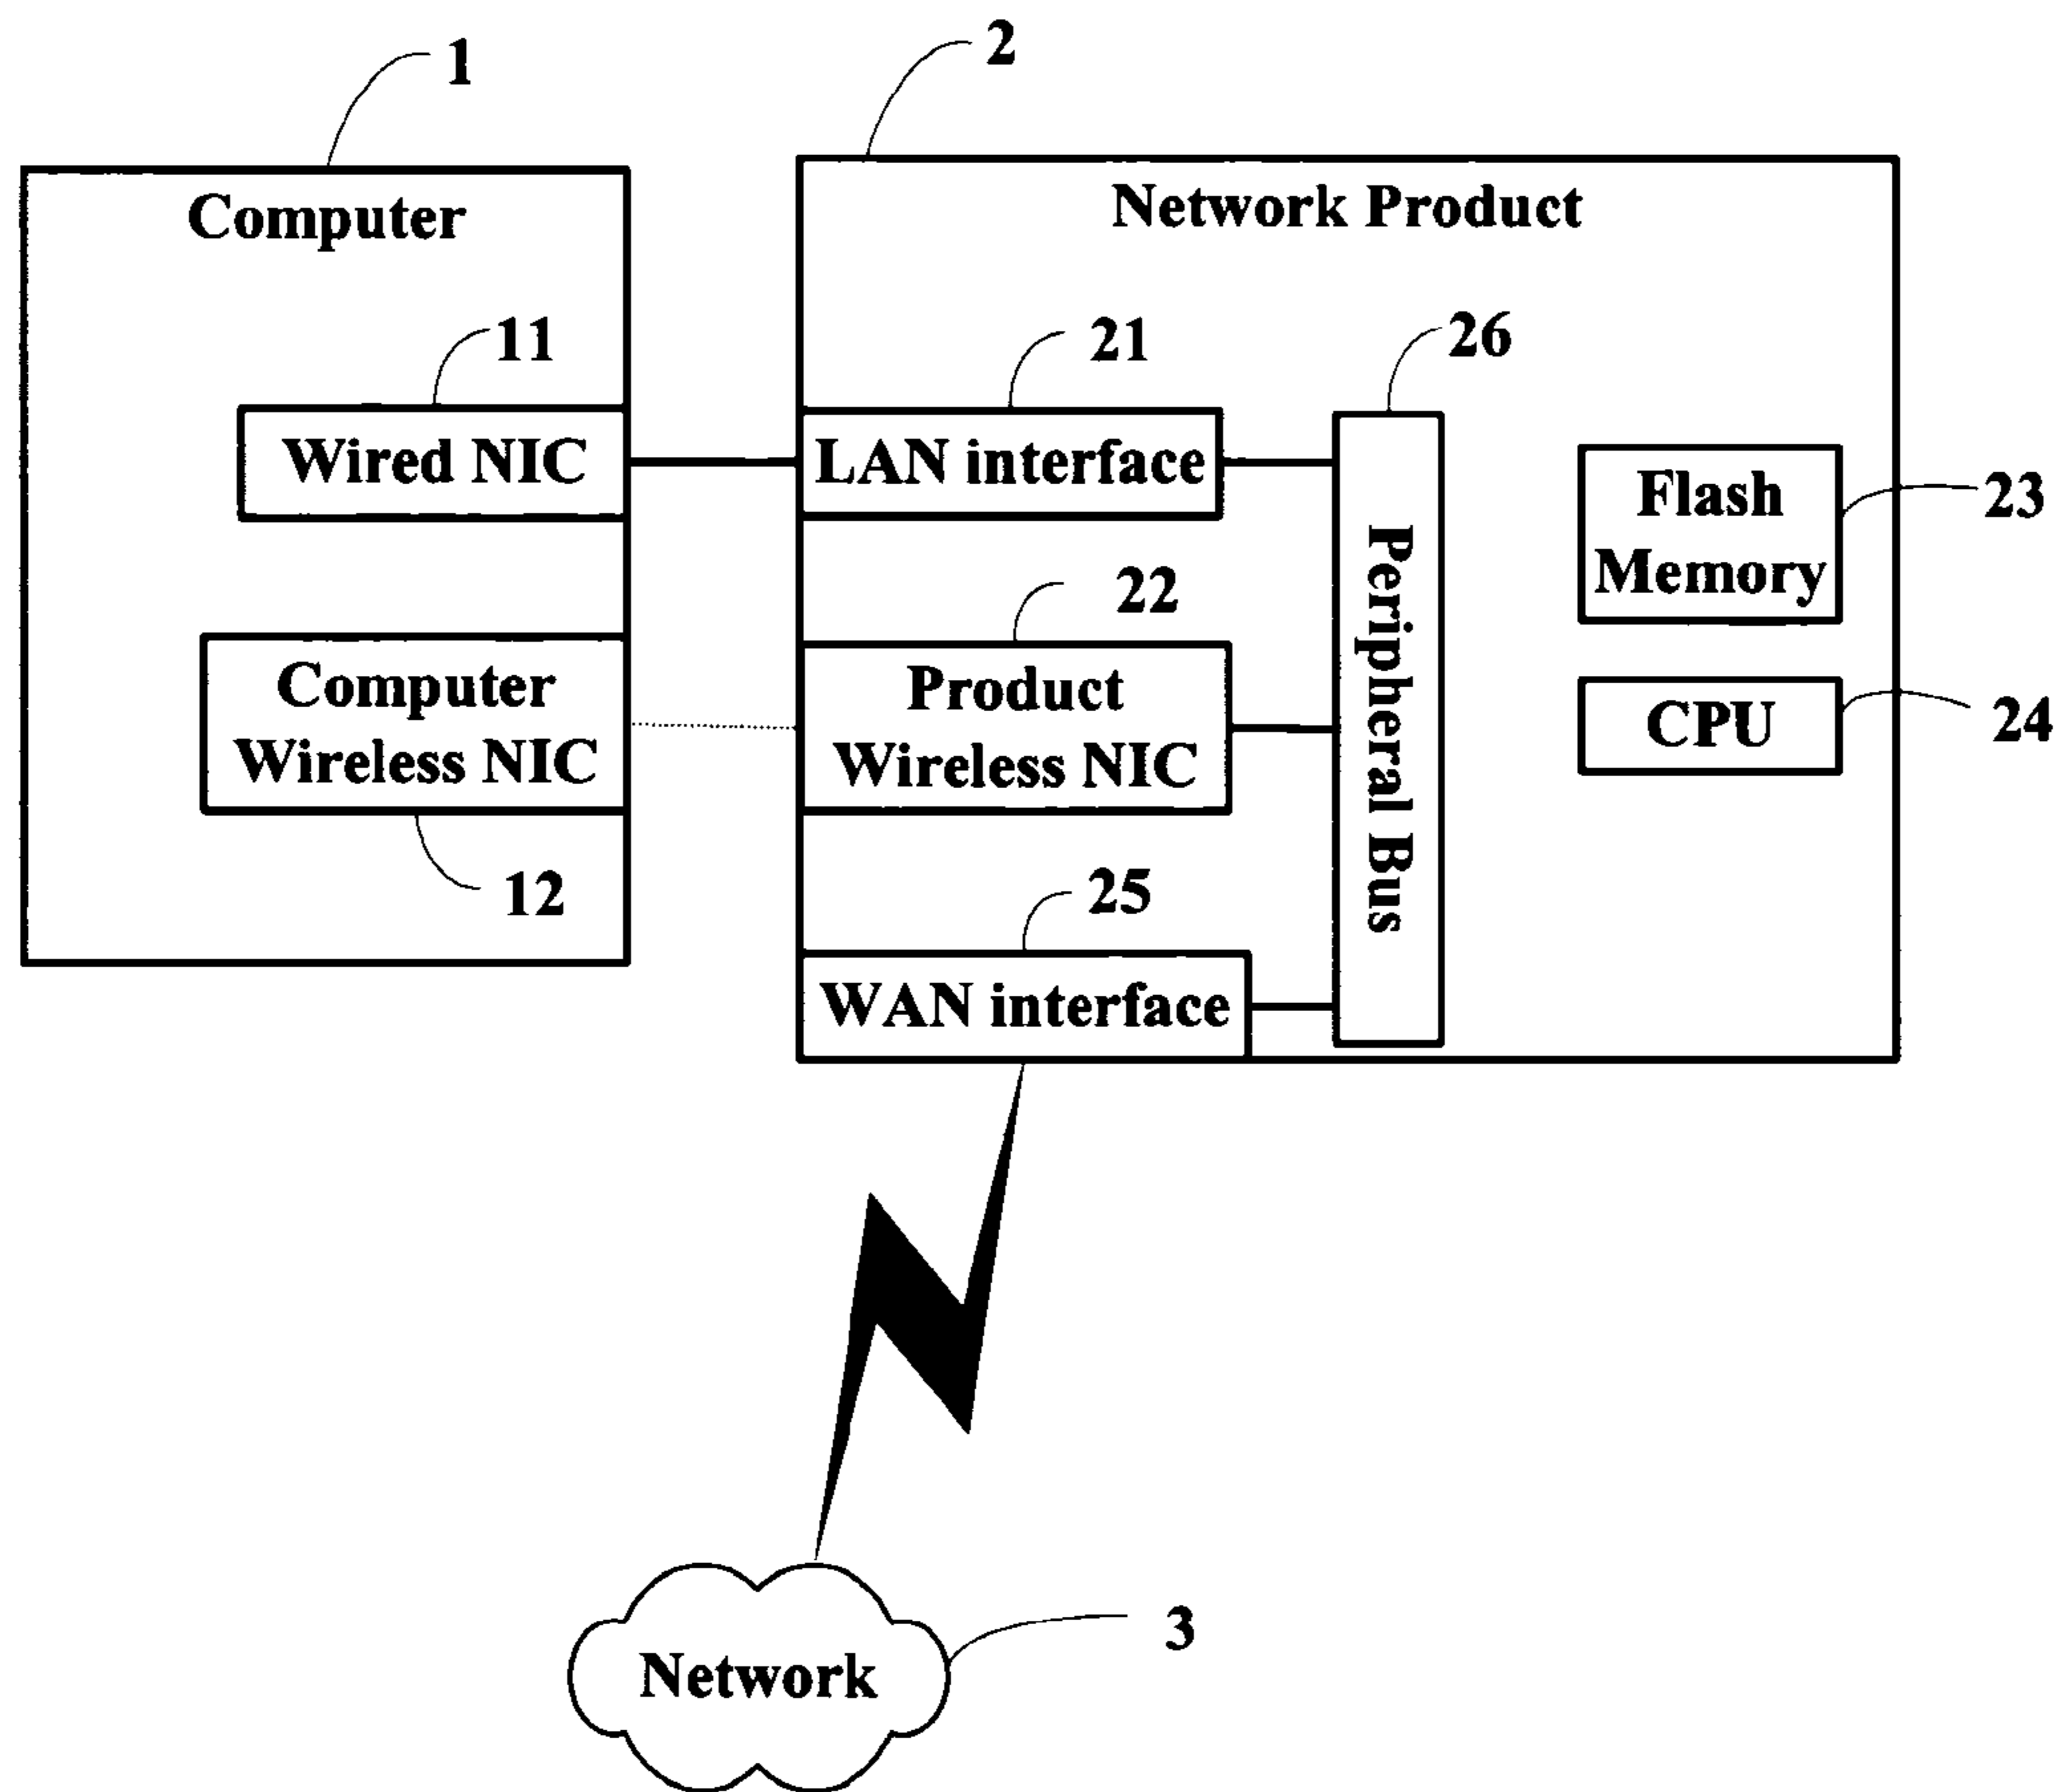 1
2
Computer
Network Product
11
21
26
Wired NIC
LAN interface
Flash
Memory
23
22
Peripheral Bus
Computer
Wireless NIC
Product
Wireless NIC
CPU
24
12
25
WAN interface
Network
3